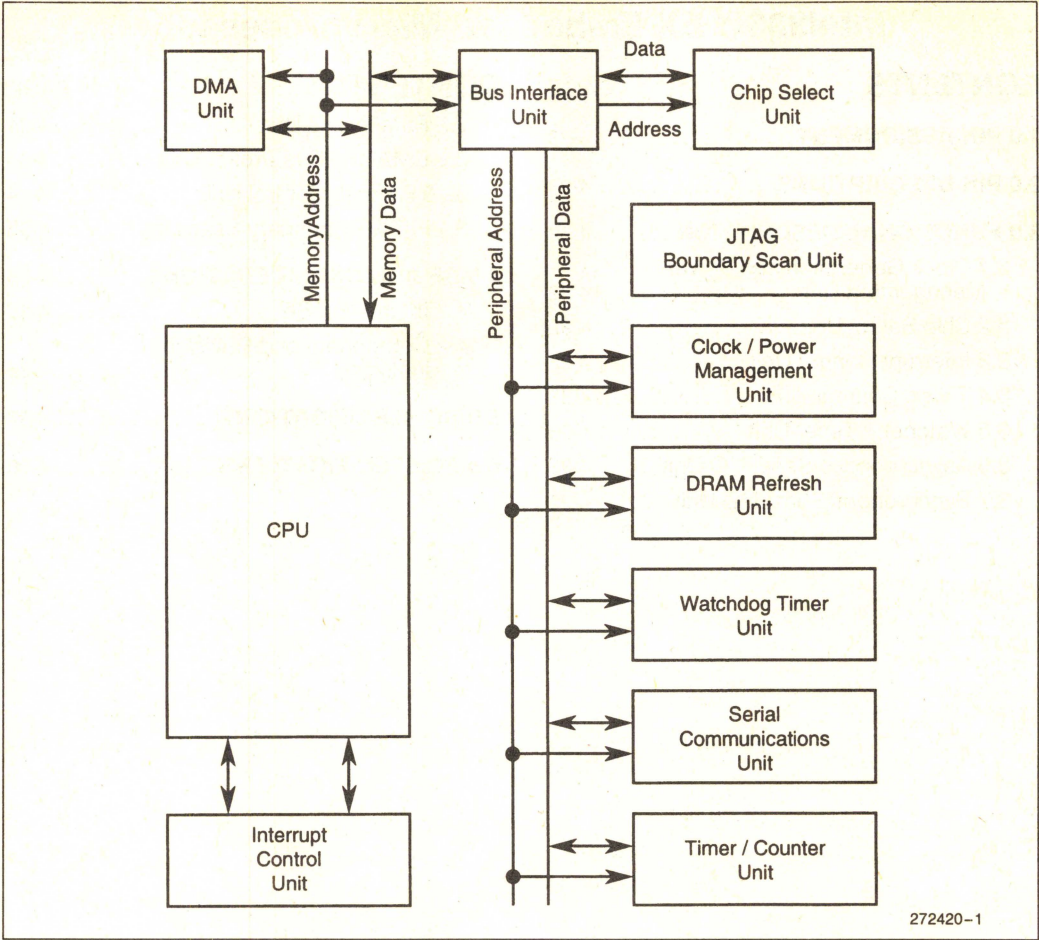 DMA
Unit
Bus Interface
Unit
Data
Address
Chip Select
Unit
MemoryAddress
Memory Data
Peripheral Address
Peripheral Data
JTAG
Boundary Scan Unit
Clock / Power
Management
Unit
DRAM Refresh
Unit
CPU
Watchdog Timer
Unit
Serial
Communications
Unit
Interrupt
Control
Unit
Timer / Counter
Unit
272420–1